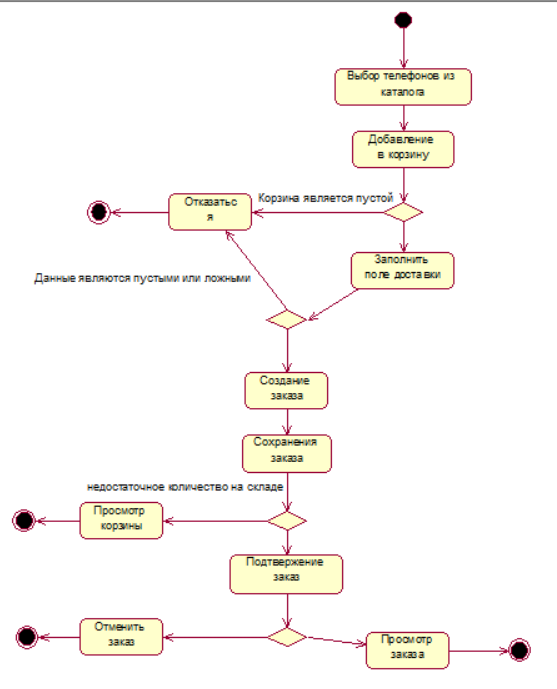 Выбор телефонов из
каталога
Добавление
в корзину
Корзина является пустой
Отказатьс
я
Заполнить
поле доставки
Данные являются пустыми или ложными
Создание
заказа
Сохранения
заказа
недостаточное количество на складе
Просмотр
корзины
Подтвержение
заказ
Отменить
заказ
Просмотр
заказа